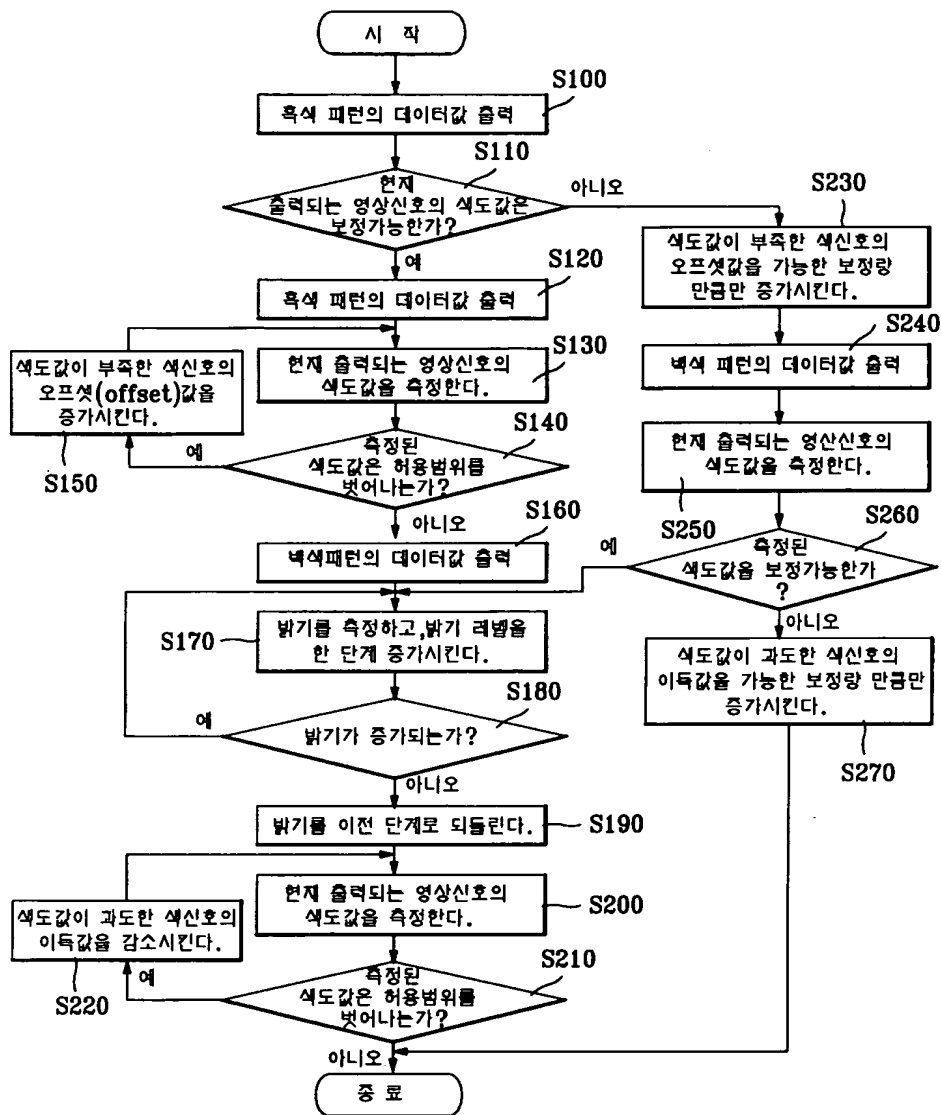 시 작
S100
흑색 패턴의 데이터값 출력
S110
현재
출력되는 영상신호의 색도값은
보정가능한가?
아니오
예
S120
흑색 패턴의 데이터값 출력
S130
현재 출력되는 영상신호의
색도값을 측정한다.
S140
측정된
색도값은 허용범위를
벗어나는가?
예
색도값이 부족한 색신호의
오프셋(offset)값을
증가시킨다.
S150
아니오
S160
백색패턴의 데이터값 출력
S170
밝기를 측정하고,밝기 레벨을
한 단계 증가시킨다.
S180
밝기가 증가되는가?
예
아니오
밝기를 이전 단계로 되돌린다.
S190
현재 출력되는 영상신호의
색도값을 측정한다.
S200
S210
측정된
색도값은 허용범위를
벗어나는가?
예
색도값이 과도한 색신호의
이득값을 감소시킨다.
S220
아니오
종 료
S230
색도값이 부족한 색신호의
오프셋값을 가능한 보정량
만큼만 증가시킨다.
S240
백색 패턴의 데이터값 출력
현재 출력되는 영산신호의
색도값을 측정한다.
S250
S260
측정된
색도값을 보정가능한가
?
예
아니오
색도값이 과도한 색신호의
이득값을 가능한 보정량 만큼만
증가시킨다.
S270